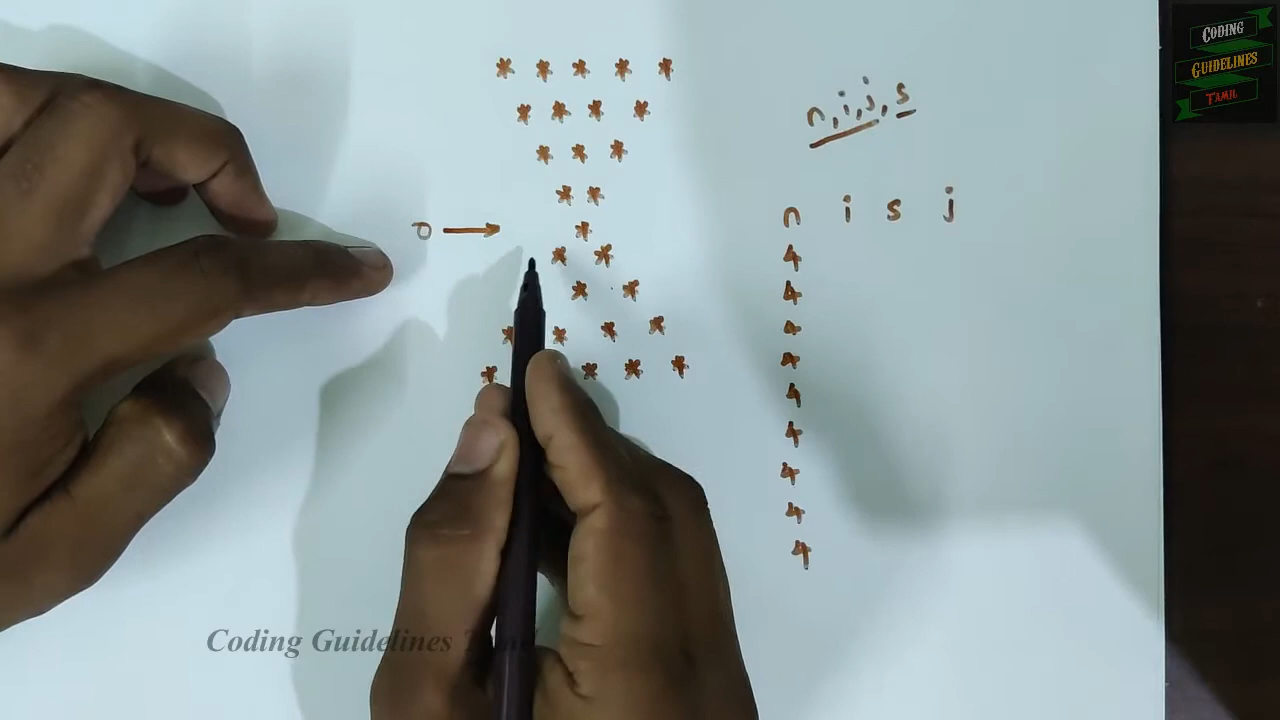 * * * * *
* * * *
* * *
* *
0 → *
* *
* *
* * * *
* * * *
n, i, j, s
n i s j
4
4
4
4
4
4
4
4
4
CODING
GUIDELINES
TAMIL
Coding Guidelines